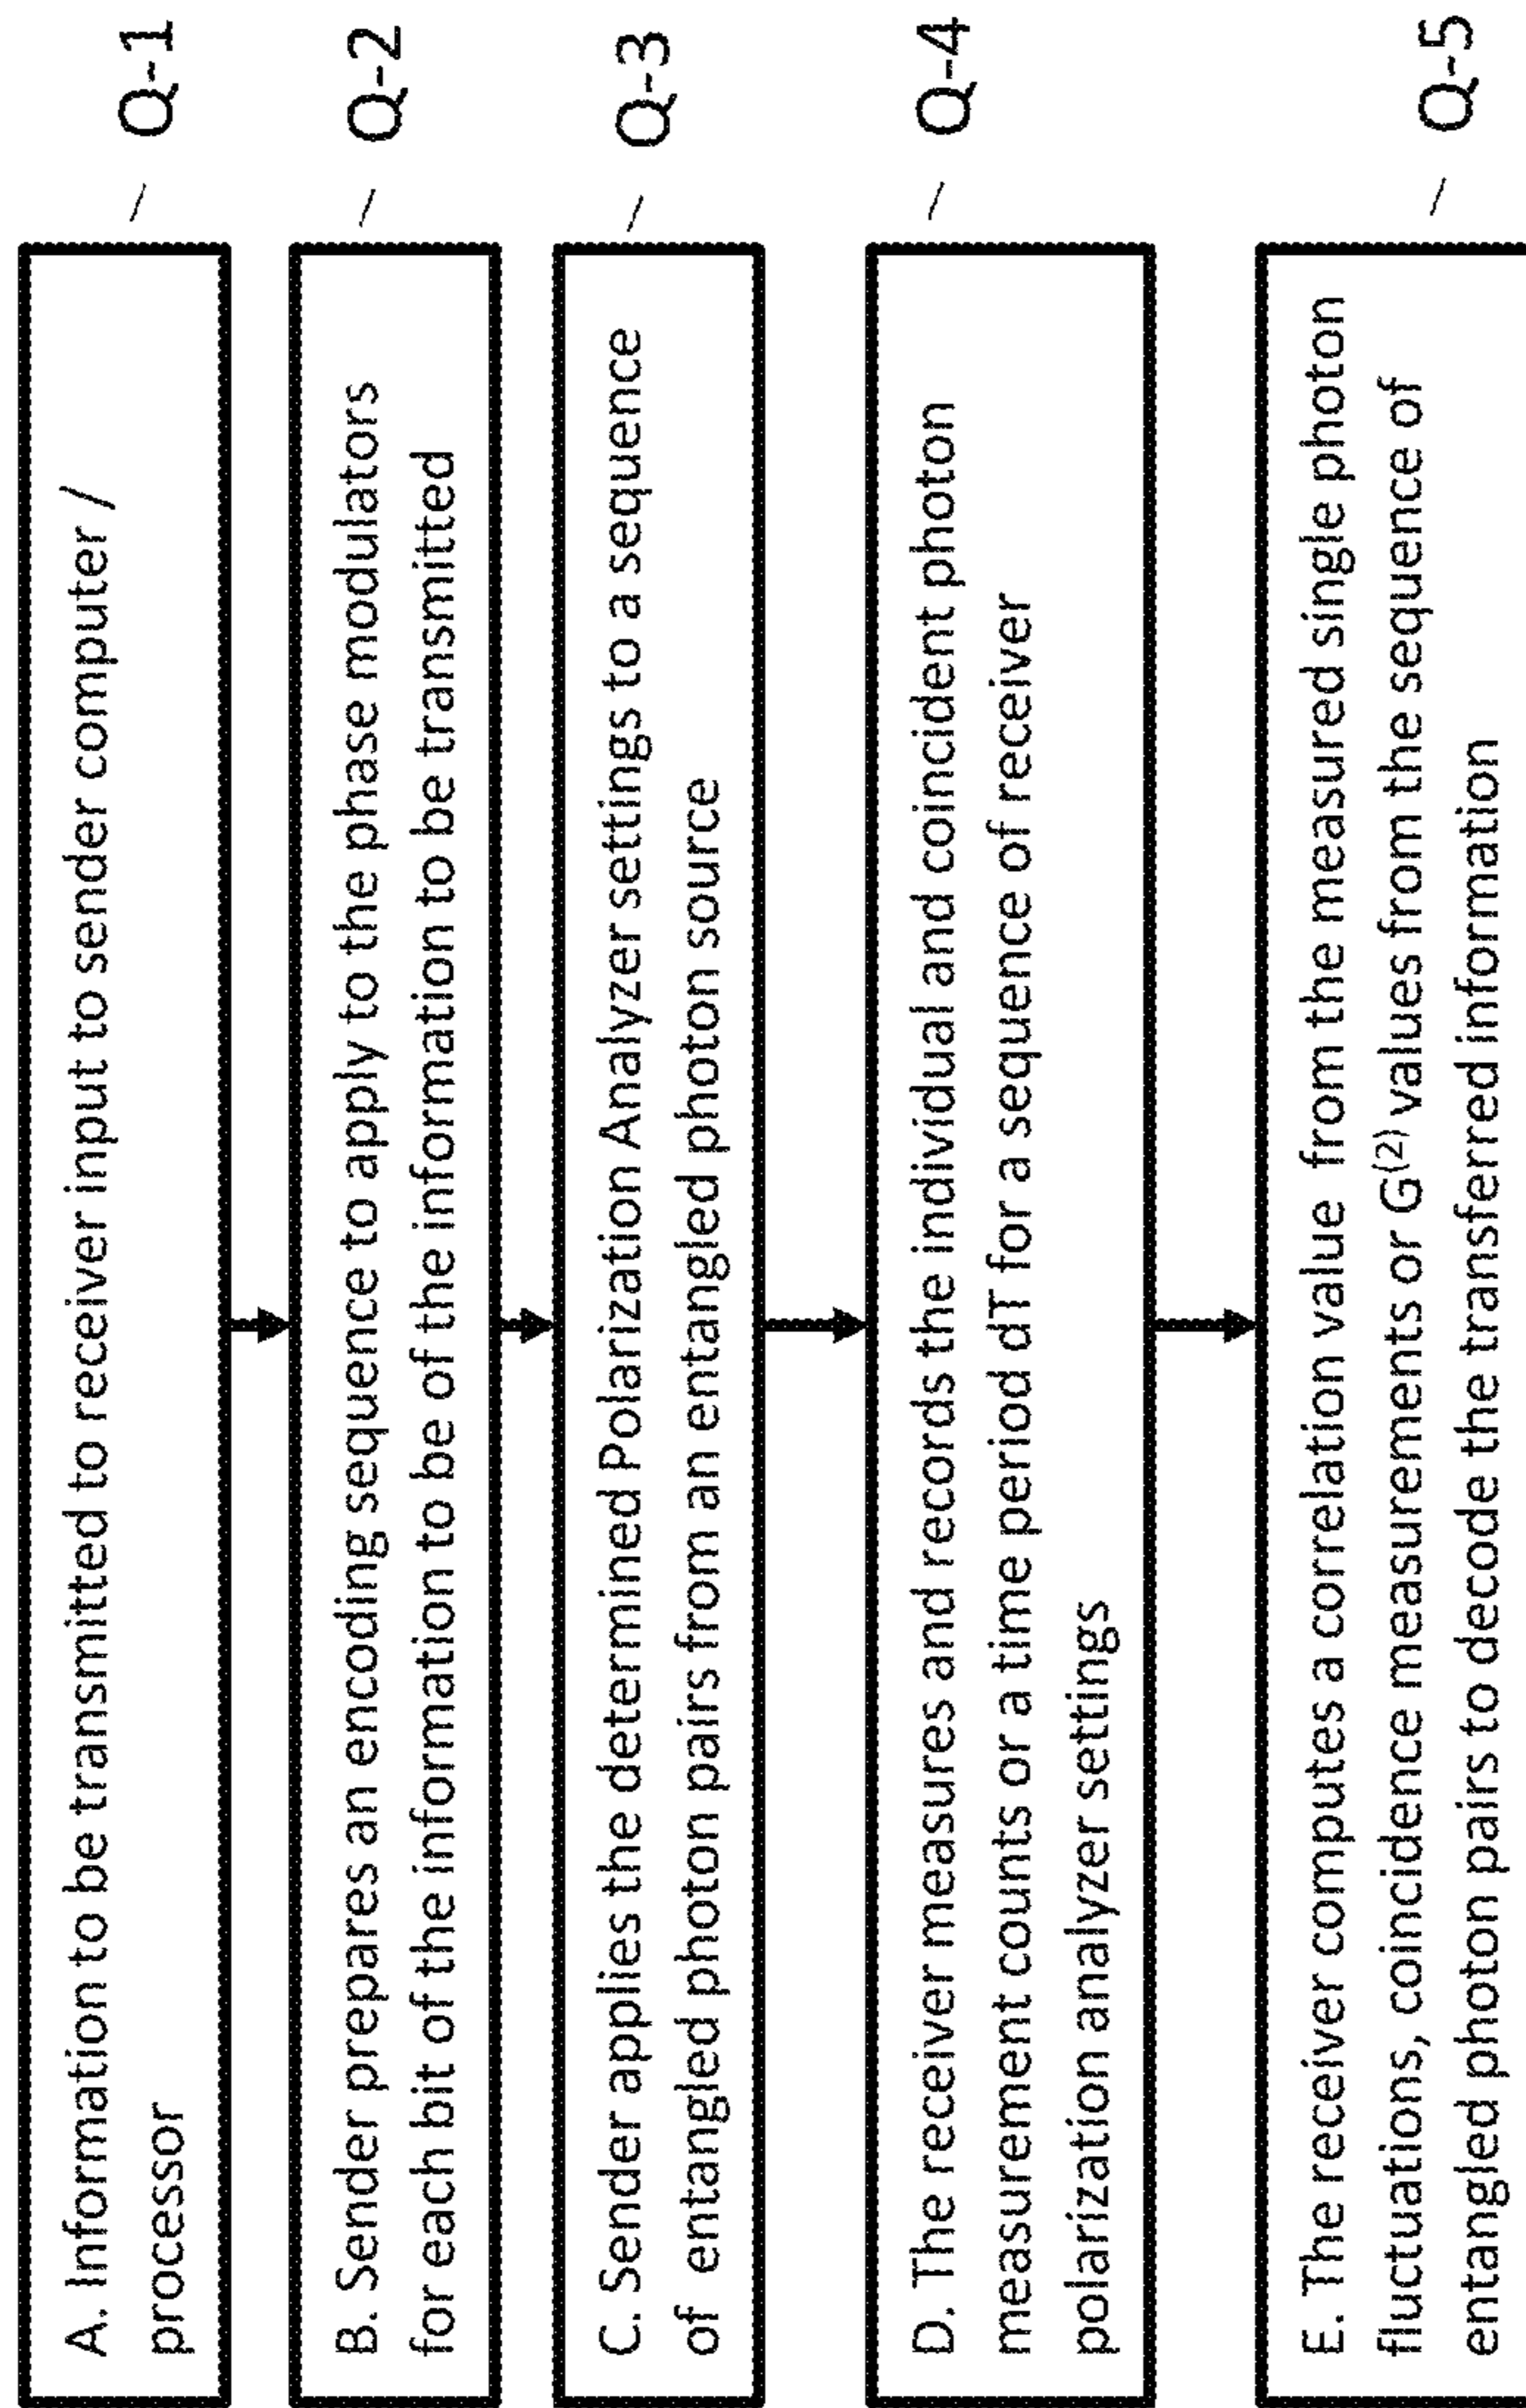 A. Information to be transmitted to receiver input to sender computer /
processor
Q-1
B. Sender prepares an encoding sequence to apply to the phase modulators
for each bit of the information to be of the information to be transmitted
Q-2
C. Sender applies the determined Polarization Analyzer settings to a sequence
of entangled photon pairs from an entangled photon source
Q-3
D. The receiver measures and records the individual and coincident photon
measurement counts or a time period dT for a sequence of receiver
polarization analyzer settings
Q-4
E. The receiver computes a correlation value from the measured single photon
fluctuations, coincidence measurements or G⁽²⁾ values from the sequence of
entangled photon pairs to decode the transferred information
Q-5